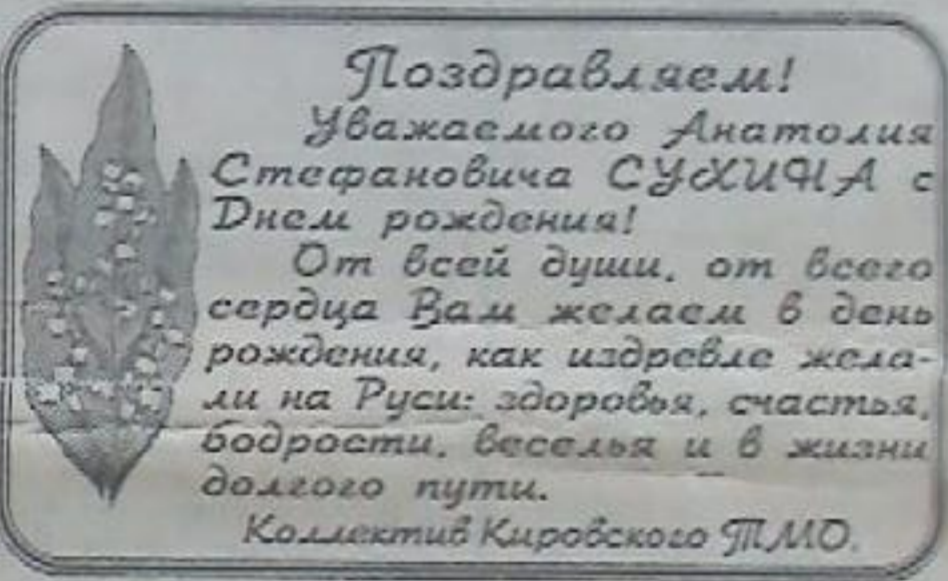 Поздравляем!
Уважаемого Анатолия
Стефановича СУХИНА с
Днем рождения!
От всей души, от всего
сердца Вам желаем в день
рождения, как издревле жела-
ли на Руси: здоровья, счастья,
бодрости, веселья и в жизни
долгого пути.
Коллектив Кировского ТМО.